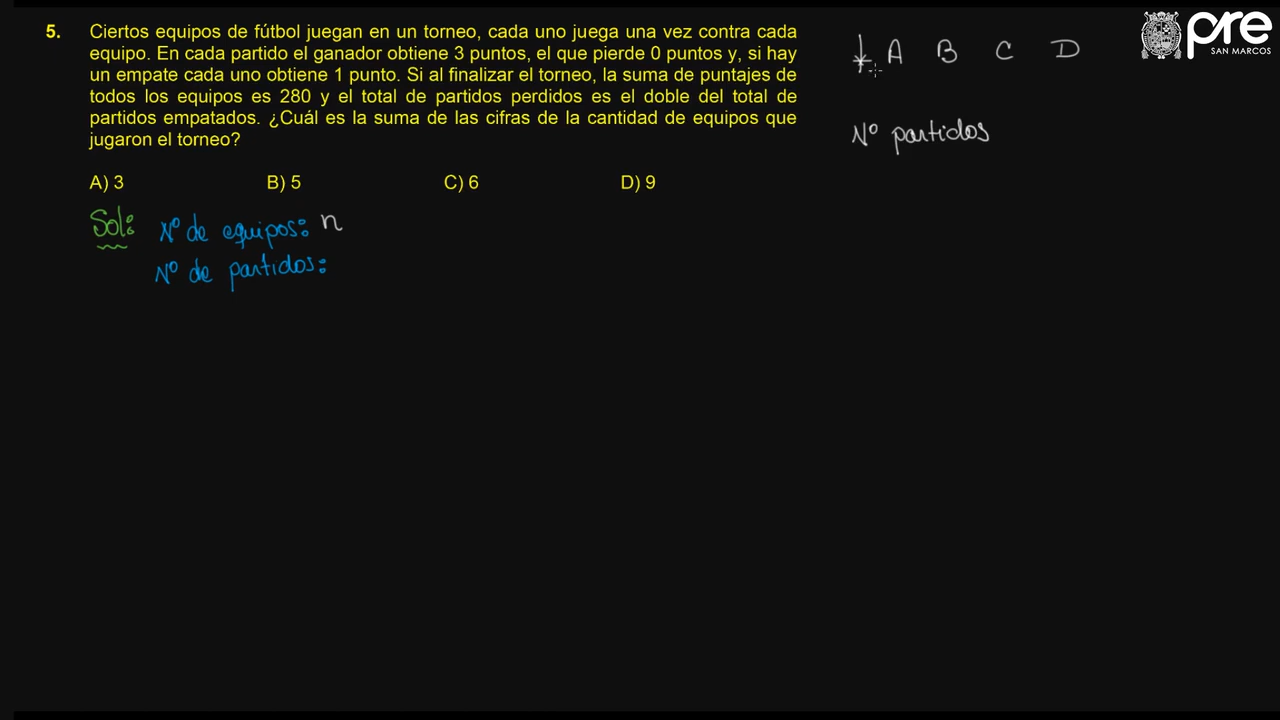 5. Ciertos equipos de fútbol juegan en un torneo, cada uno juega una vez contra cada
equipo. En cada partido el ganador obtiene 3 puntos, el que pierde 0 puntos y, si hay
un empate cada uno obtiene 1 punto. Si al finalizar el torneo, la suma de puntajes de
todos los equipos es 280 y el total de partidos perdidos es el doble del total de
partidos empatados. ¿Cuál es la suma de las cifras de la cantidad de equipos que
jugaron el torneo?
A) 3 B) 5 C) 6 D) 9
Sol: Nº de equipos: n
Nº de partidos:
A B C D
Nº partidos
pre
SAN MARCOS